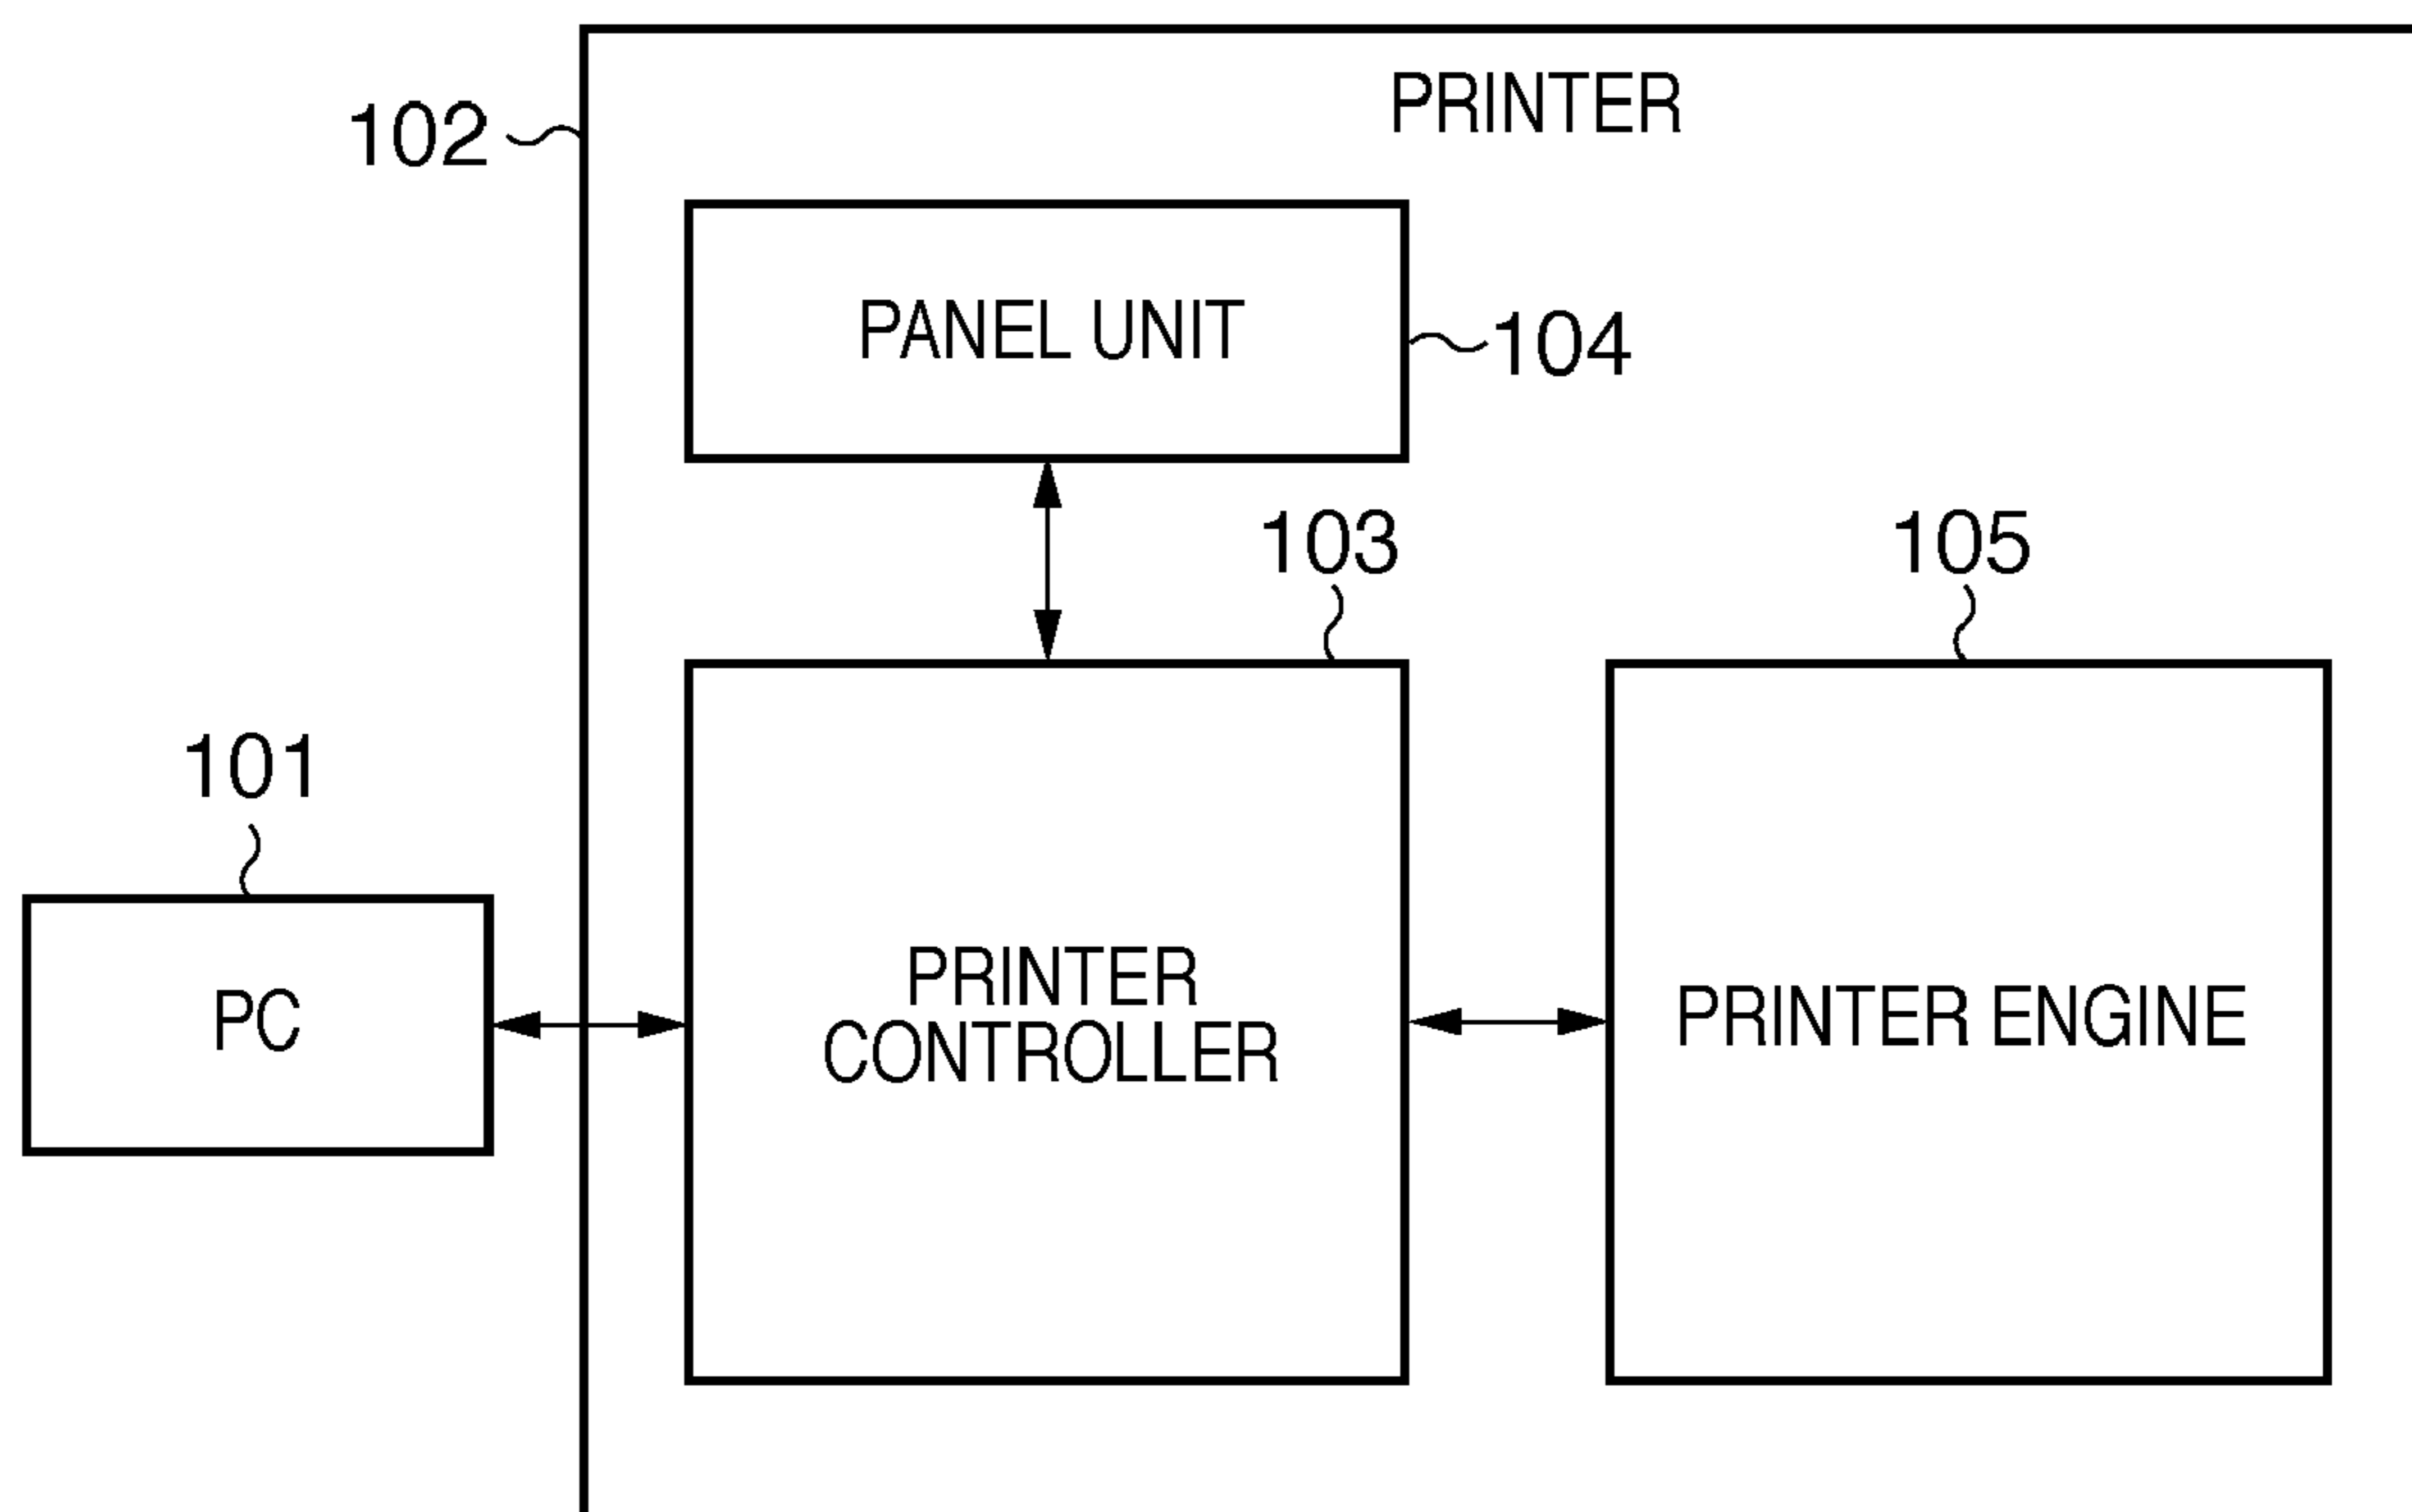 PRINTER
102
PANEL UNIT
104
103
105
101
PC
PRINTER
CONTROLLER
PRINTER ENGINE